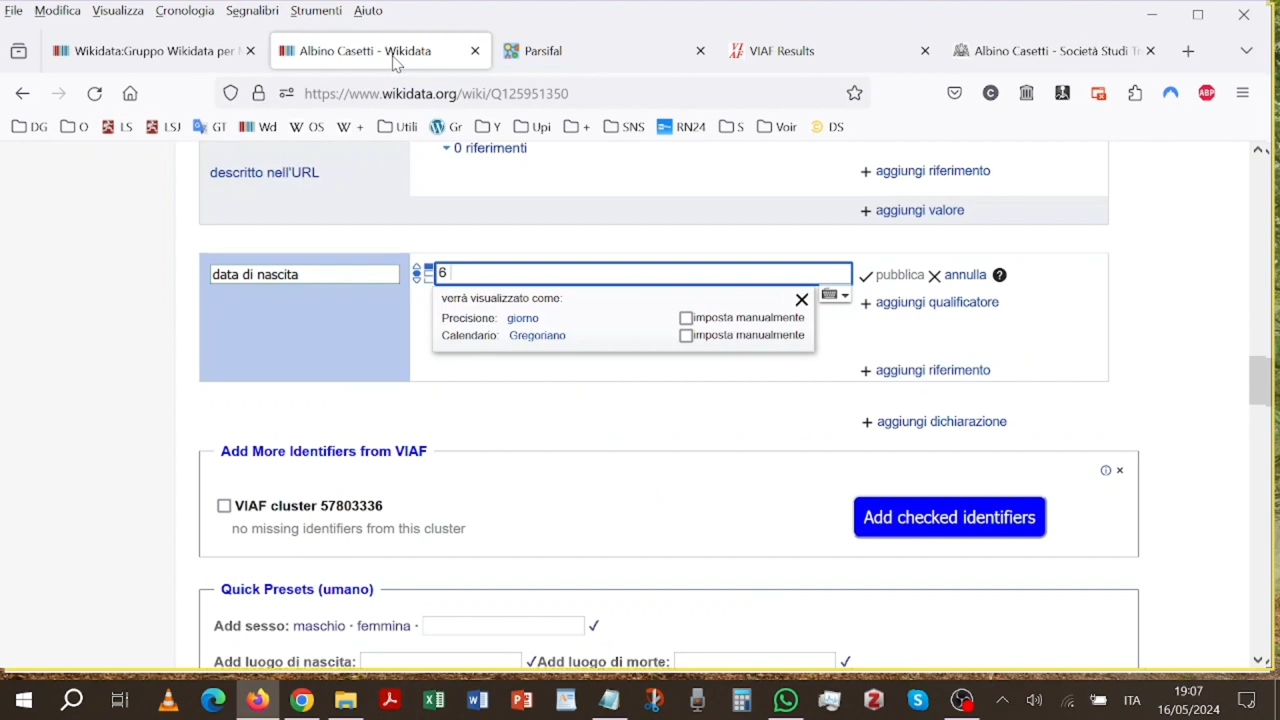 File Modifica Visualizza Cronologia Segnalibri Strumenti Aiuto
Wikidata:Gruppo Wikidata per M
Albino Casetti - Wikidata
Parsifal
VIAF Results
Albino Casetti - Società Studi Tr
https://www.wikidata.org/wiki/Q125951350
DG O LS LSJ GT Wd W OS W + Utili Gr Y Upi + SNS RN24 S Voir DS
0 riferimenti
descritto nell'URL
+ aggiungi riferimento
+ aggiungi valore
data di nascita
6
pubblica annulla
verrà visualizzato come:
+ aggiungi qualificatore
Precisione: giorno imposta manualmente
Calendario: Gregoriano imposta manualmente
+ aggiungi riferimento
+ aggiungi dichiarazione
Add More Identifiers from VIAF
VIAF cluster 57803336
no missing identifiers from this cluster
Add checked identifiers
Quick Presets (umano)
Add sesso: maschio · femmina ·
Add luogo di nascita:
Add luogo di morte:
ITA
19:07
16/05/2024